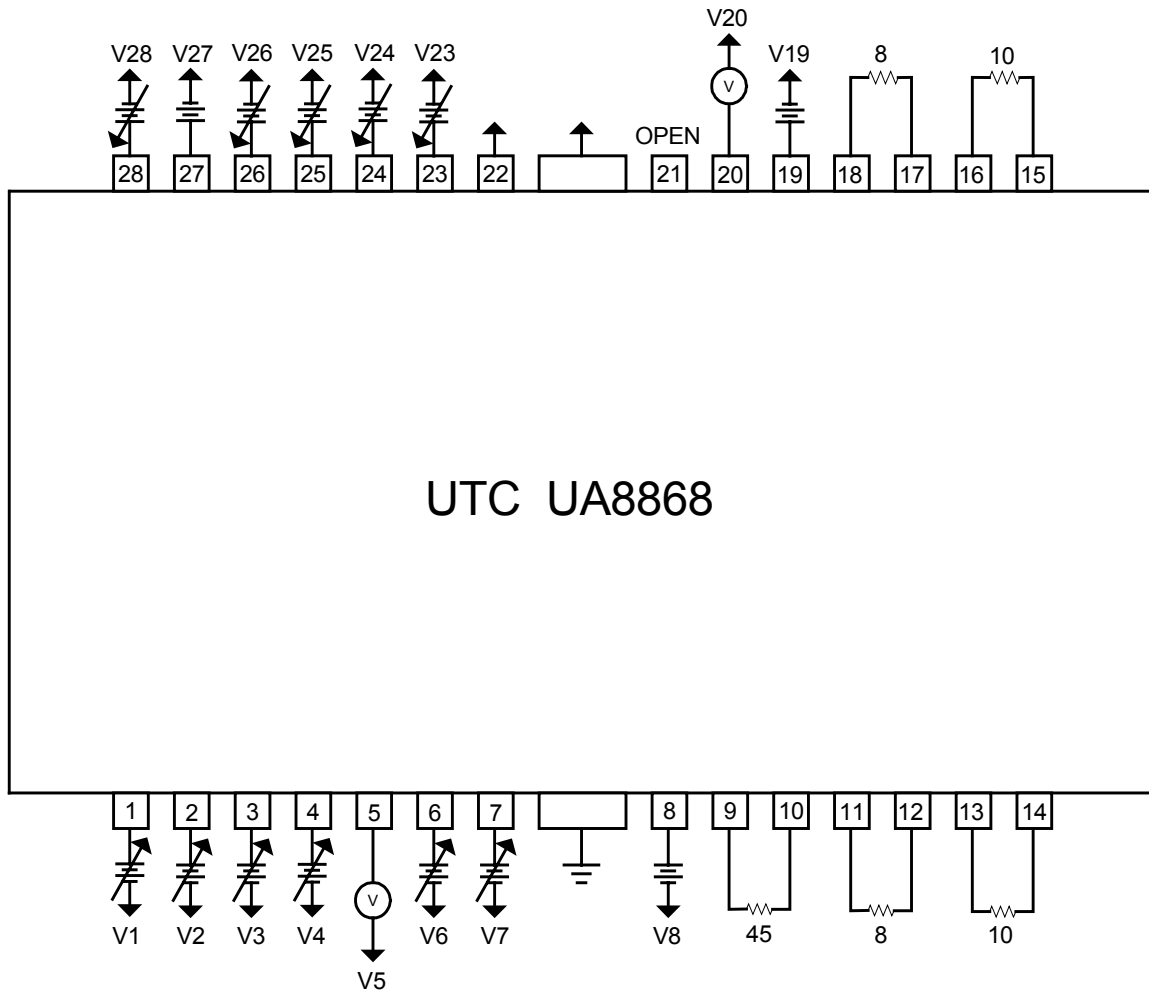 V20
V28 V27 V26 V25 V24 V23 V19 8 10
V
OPEN
28 27 26 25 24 23 22 21 20 19 18 17 16 15
UTC UA8868
1 2 3 4 5 6 7 8 9 10 11 12 13 14
V
V1 V2 V3 V4 V6 V7 V8 45 8 10
V5